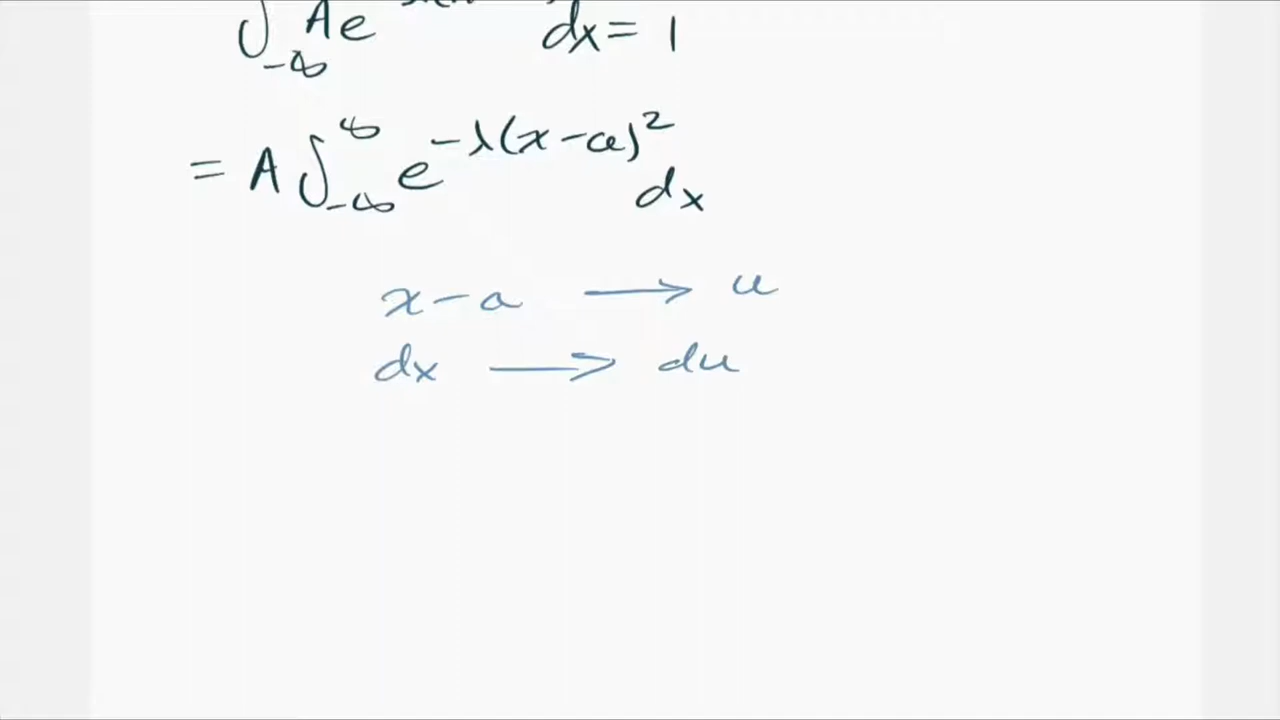 ∫_{-∞} Ae dx = 1
= A∫_{-∞}^{∞} e^{-λ(x-a)^2} dx
x-a → u
dx → du